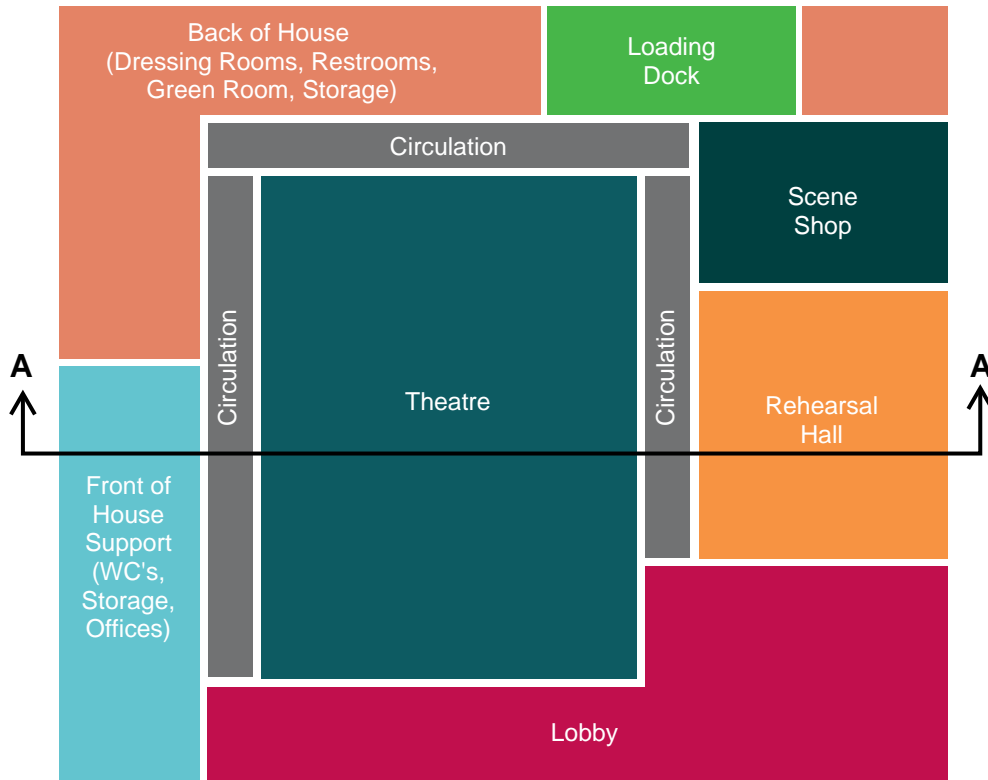 Back of House
(Dressing Rooms, Restrooms,
Green Room, Storage)
Loading
Dock
Circulation
Scene
Shop
Circulation
Circulation
A
A
Theatre
Rehearsal
Hall
Front of
House
Support
(WC's,
Storage,
Offices)
Lobby